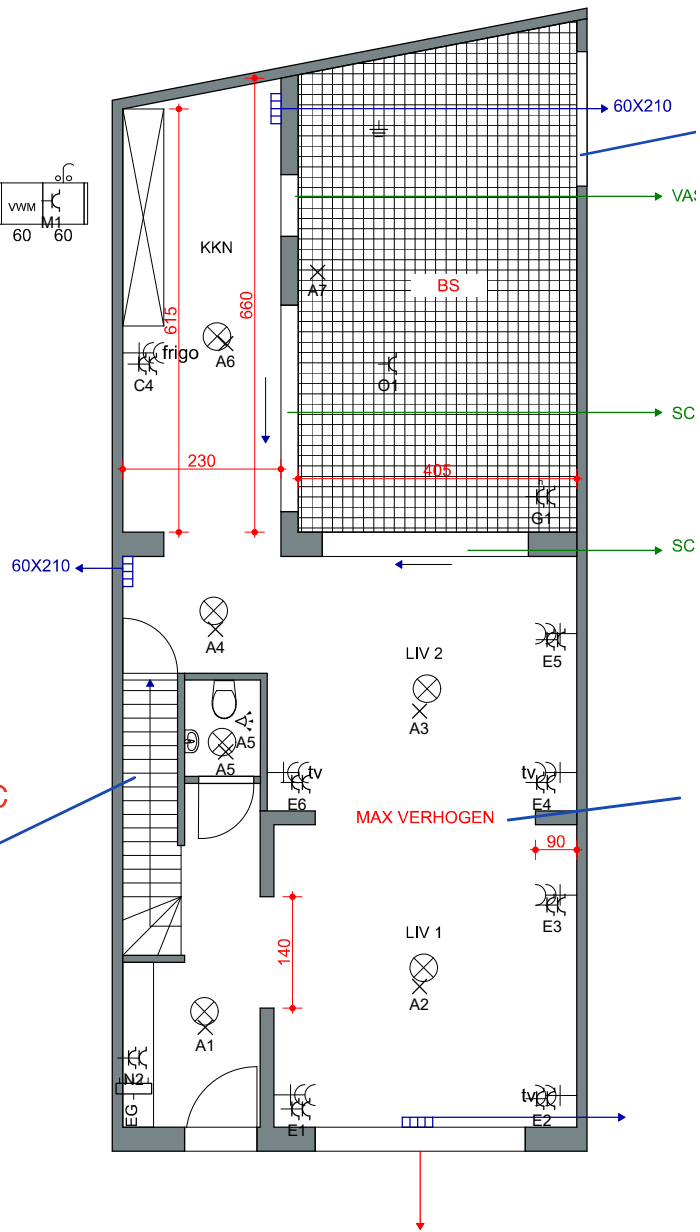 60X210
VAS
VWM
M1
60 60
KKN
BS
A7
615
660
frigo
A6
C4
O1
SC
230
405
G1
60X210
SC
A4
LIV 2
E5
A3
A5
A5
C
tv
E6
tv
E4
MAX VERHOGEN
90
E3
LIV 1
140
A2
A1
N2
EG
E1
tv
E2